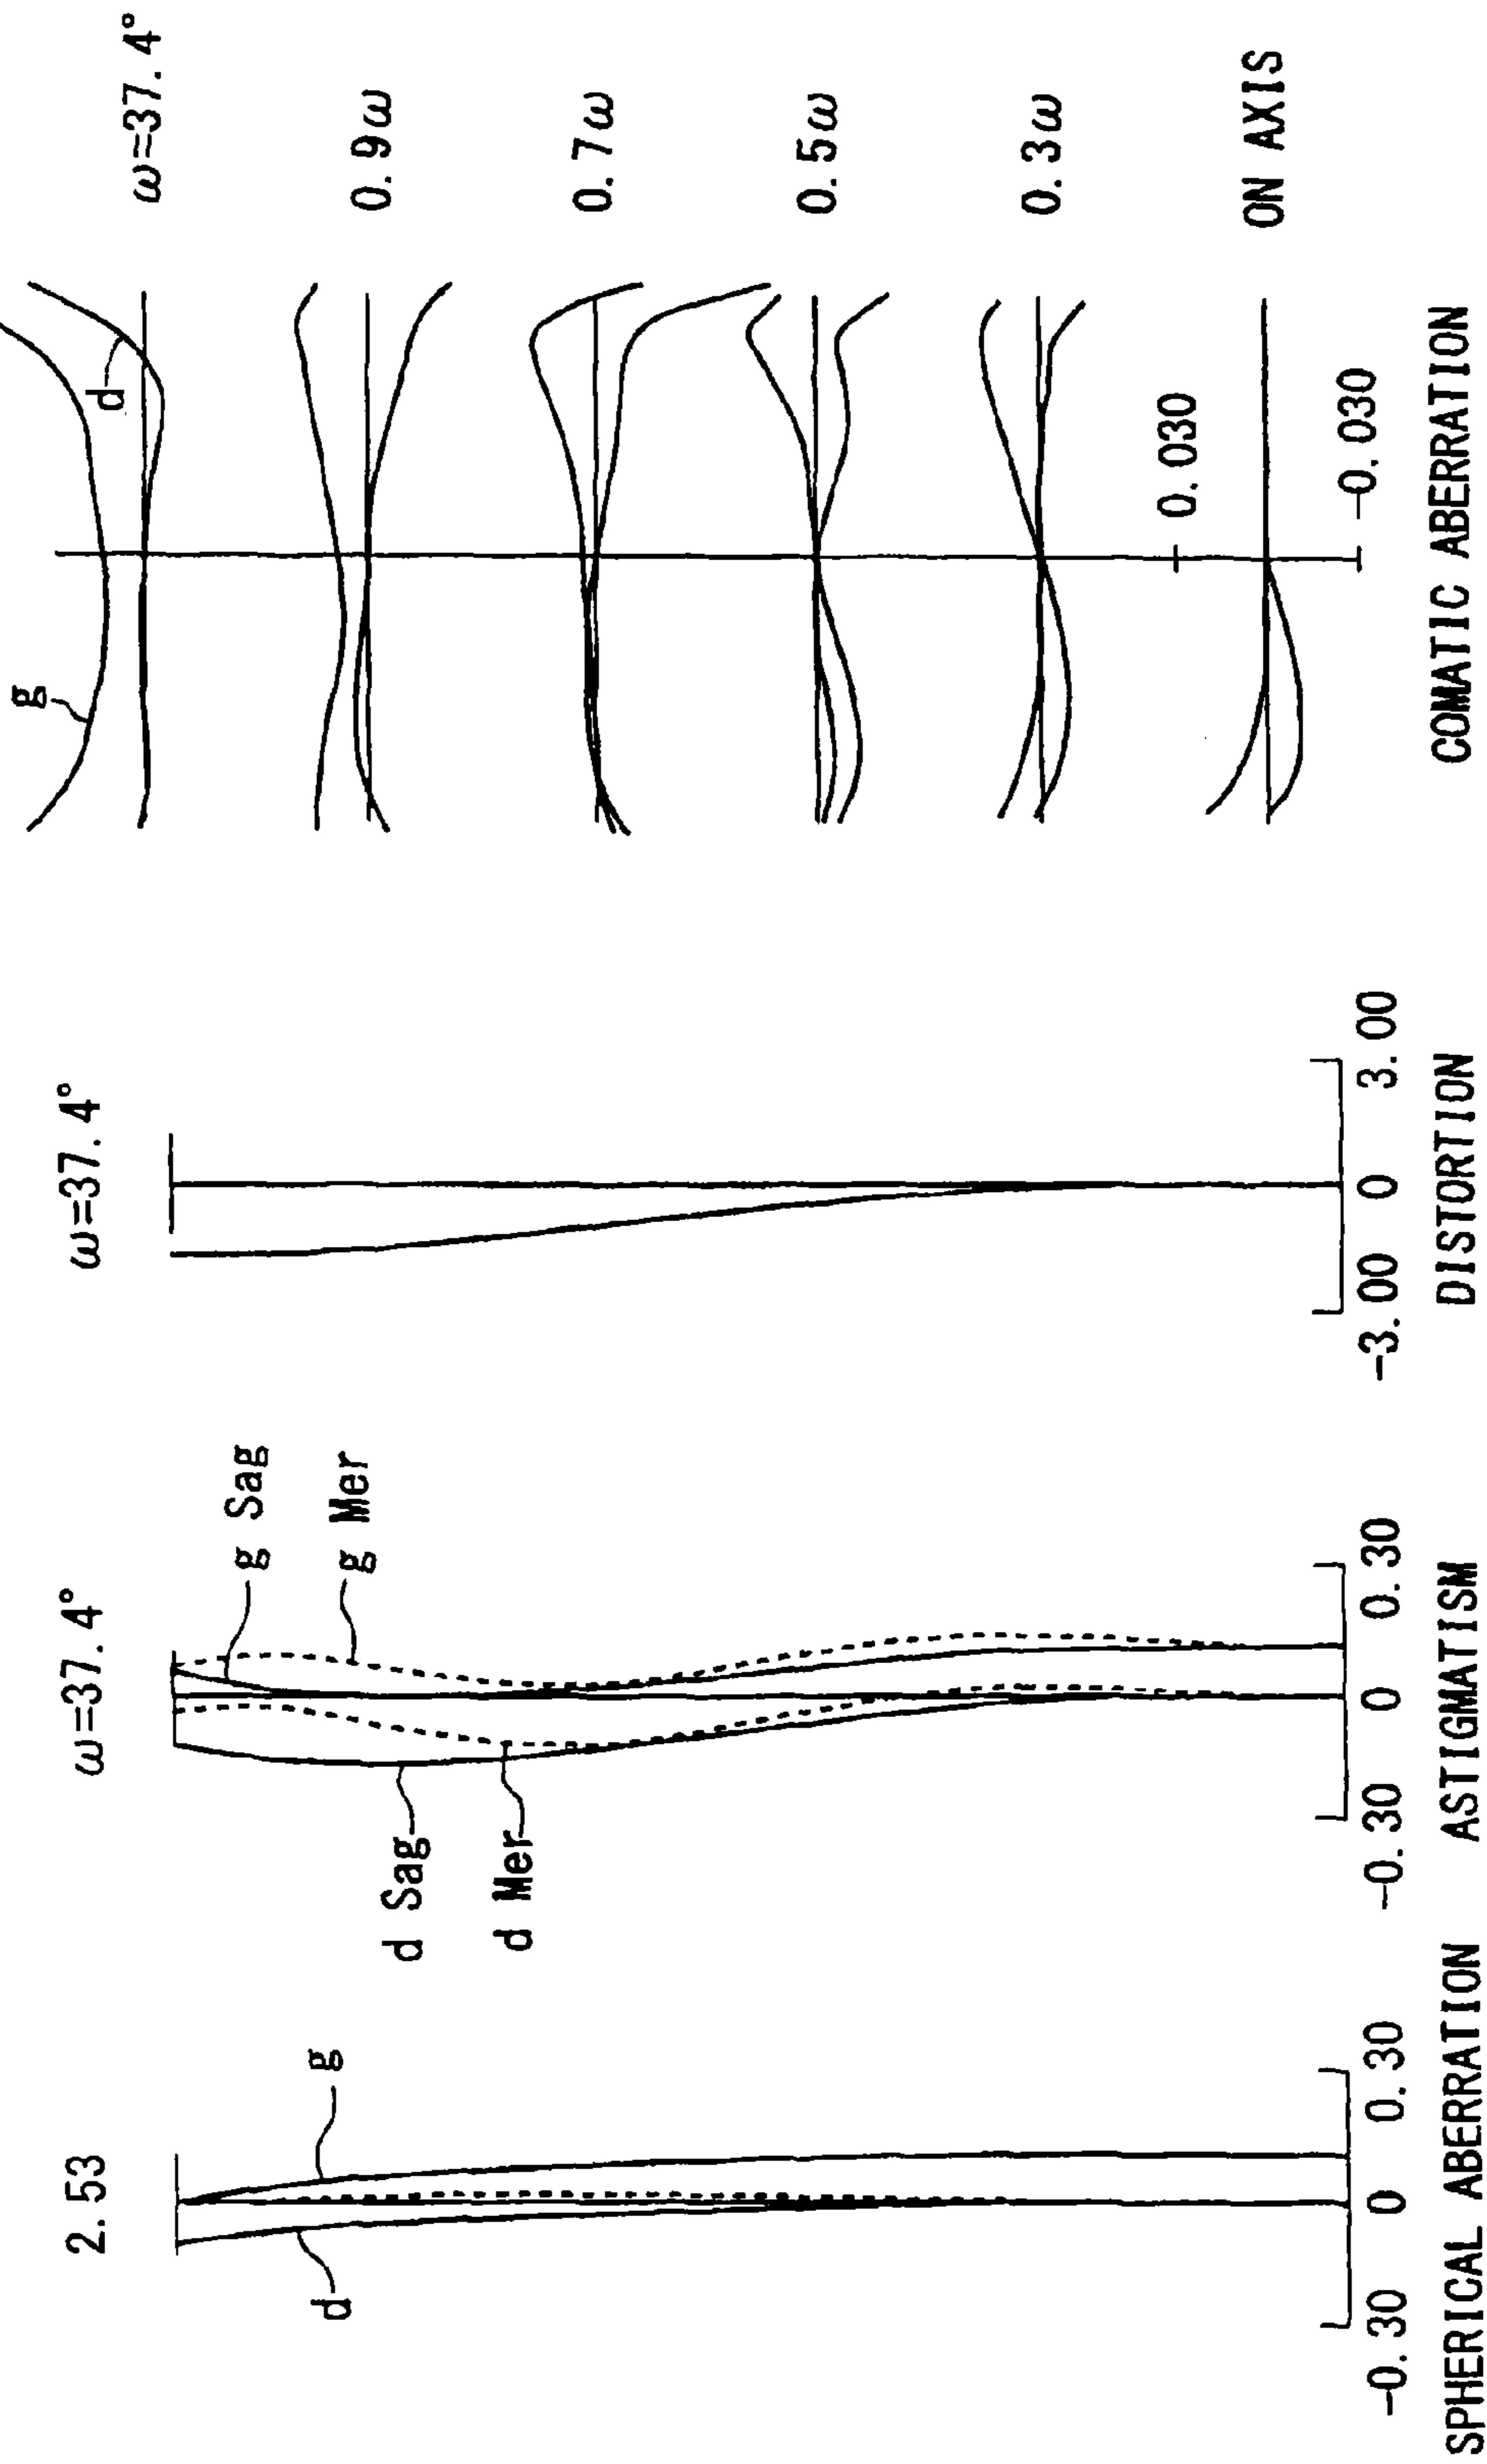 2.53
d
g
-0.30
0
0.30
SPHERICAL ABERRATION
ω=37.4°
g Sag
g Mer
d Sag
d Mer
-0.30
0
0.30
ASTIGMATISM
ω=37.4°
-3.00
0
3.00
DISTORTION
g
d
ω=37.4°
0.9ω
0.7ω
0.5ω
0.3ω
0.030
ON AXIS
-0.030
COMATIC ABERRATION